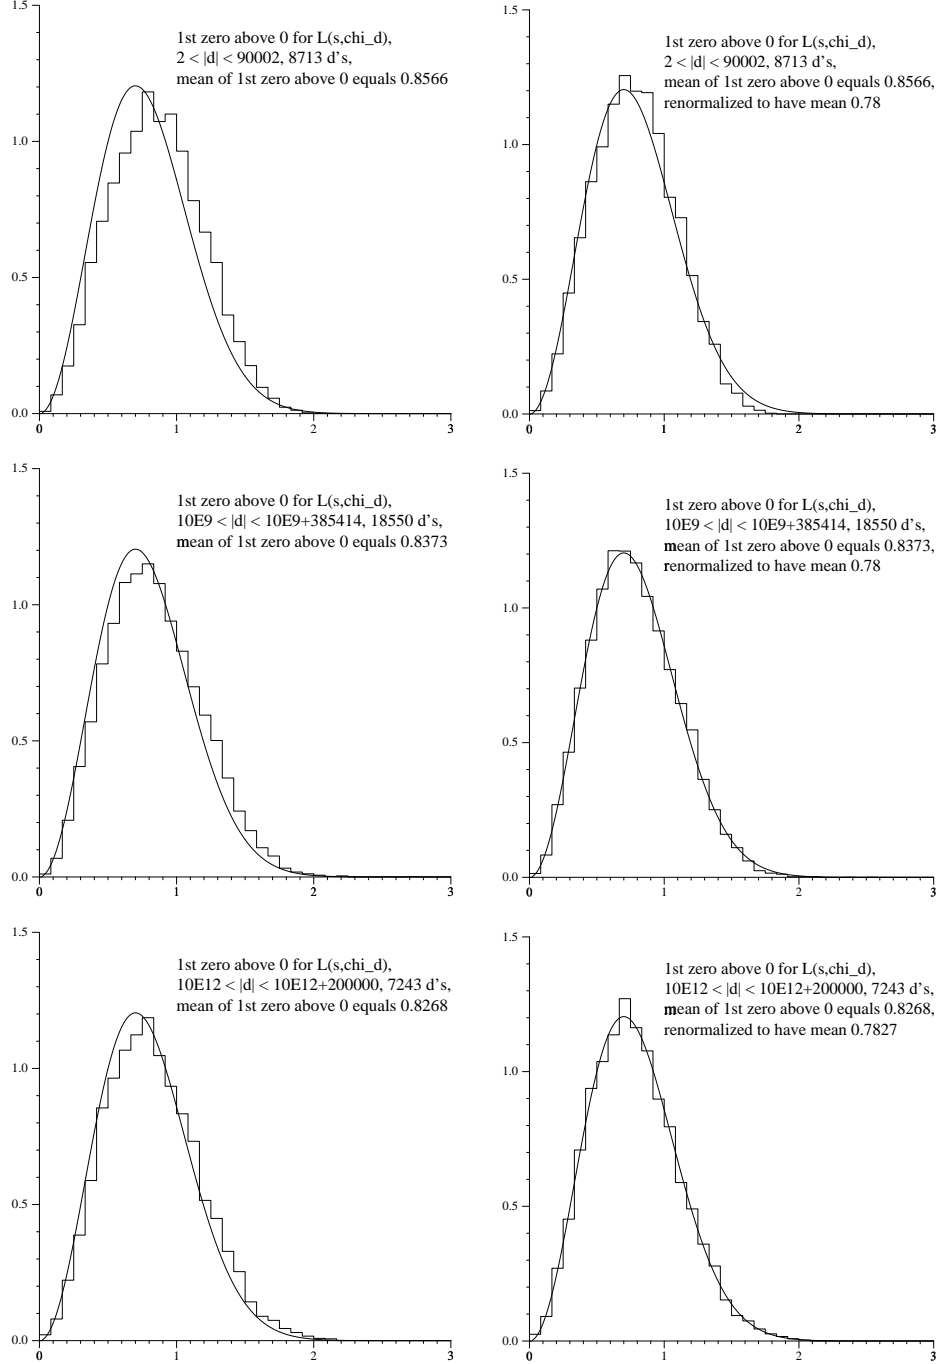 1.5
1.0
0.5
0.0
0
1
2
3
1st zero above 0 for L(s,chi_d),
2 < |d| < 90002, 8713 d's,
mean of 1st zero above 0 equals 0.8566
1.5
1.0
0.5
0.0
0
1
2
3
1st zero above 0 for L(s,chi_d),
2 < |d| < 90002, 8713 d's,
mean of 1st zero above 0 equals 0.8566,
renormalized to have mean 0.78
1.5
1.0
0.5
0.0
0
1
2
3
1st zero above 0 for L(s,chi_d),
10E9 < |d| < 10E9+385414, 18550 d's,
mean of 1st zero above 0 equals 0.8373
1.5
1.0
0.5
0.0
0
1
2
3
1st zero above 0 for L(s,chi_d),
10E9 < |d| < 10E9+385414, 18550 d's,
mean of 1st zero above 0 equals 0.8373,
renormalized to have mean 0.78
1.5
1.0
0.5
0.0
0
1
2
3
1st zero above 0 for L(s,chi_d),
10E12 < |d| < 10E12+200000, 7243 d's,
mean of 1st zero above 0 equals 0.8268
1.5
1.0
0.5
0.0
0
1
2
3
1st zero above 0 for L(s,chi_d),
10E12 < |d| < 10E12+200000, 7243 d's,
mean of 1st zero above 0 equals 0.8268,
renormalized to have mean 0.7827